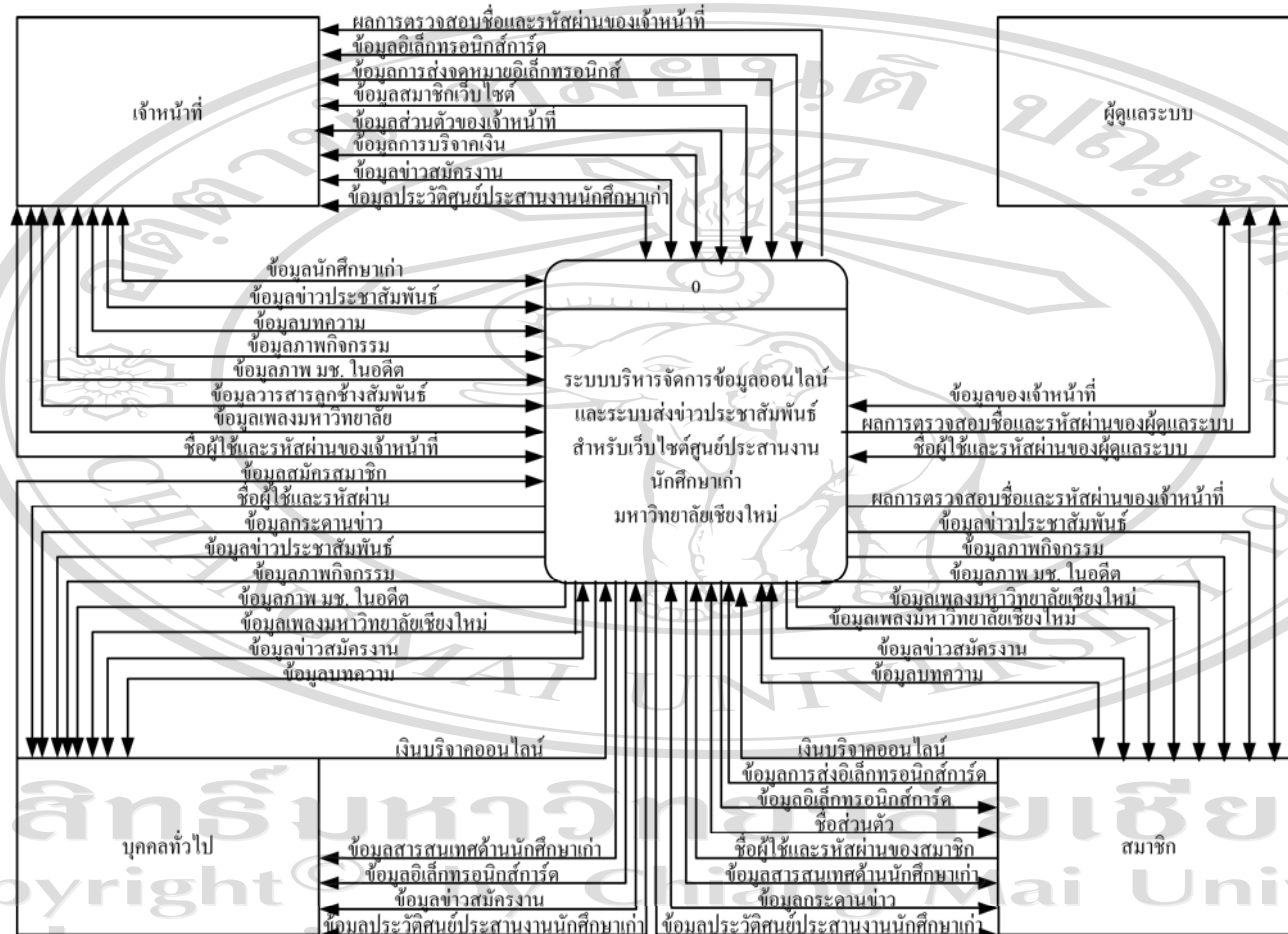 ผลการตรวจสอบชื่อและรหัสผ่านของเจ้าหน้าที่
ข้อมูลอิเล็กทรอนิกส์การ์ด
ข้อมูลการส่งจดหมายอิเล็กทรอนิกส์
ข้อมูลสมาชิกเว็บไซต์
ข้อมูลส่วนตัวของเจ้าหน้าที่
ข้อมูลการบริจาคเงิน
ข้อมูลข่าวสมัครงาน
ข้อมูลประวัติศูนย์ประสานงานนักศึกษาเก่า
เจ้าหน้าที่
ผู้ดูแลระบบ
ข้อมูลนักศึกษาเก่า
ข้อมูลข่าวประชาสัมพันธ์
ข้อมูลบทความ
ข้อมูลภาพกิจกรรม
ข้อมูลภาพ มช. ในอดีต
ข้อมูลวารสารลูกช้างสัมพันธ์
ข้อมูลเพลงมหาวิทยาลัย
ชื่อผู้ใช้และรหัสผ่านของเจ้าหน้าที่
ข้อมูลสมัครสมาชิก
ชื่อผู้ใช้และรหัสผ่าน
ข้อมูลกระดานข่าว
ข้อมูลข่าวประชาสัมพันธ์
ข้อมูลภาพกิจกรรม
ข้อมูลภาพ มช. ในอดีต
ข้อมูลเพลงมหาวิทยาลัยเชียงใหม่
ข้อมูลข่าวสมัครงาน
ข้อมูลบทความ
0
ระบบบริหารจัดการข้อมูลออนไลน์
และระบบส่งข่าวประชาสัมพันธ์
สำหรับเว็บไซต์ศูนย์ประสานงาน
นักศึกษาเก่า
มหาวิทยาลัยเชียงใหม่
ข้อมูลของเจ้าหน้าที่
ผลการตรวจสอบชื่อและรหัสผ่านของผู้ดูแลระบบ
ชื่อผู้ใช้และรหัสผ่านของผู้ดูแลระบบ
ผลการตรวจสอบชื่อและรหัสผ่านของเจ้าหน้าที่
ข้อมูลข่าวประชาสัมพันธ์
ข้อมูลภาพกิจกรรม
ข้อมูลภาพ มช. ในอดีต
ข้อมูลเพลงมหาวิทยาลัยเชียงใหม่
ข้อมูลเพลงมหาวิทยาลัยเชียงใหม่
ข้อมูลข่าวสมัครงาน
ข้อมูลบทความ
เงินบริจาคออนไลน์
บุคคลทั่วไป
ข้อมูลสารสนเทศด้านนักศึกษาเก่า
ข้อมูลอิเล็กทรอนิกส์การ์ด
ข้อมูลข่าวสมัครงาน
ข้อมูลประวัติศูนย์ประสานงานนักศึกษาเก่า
เงินบริจาคออนไลน์
ข้อมูลการส่งอิเล็กทรอนิกส์การ์ด
ข้อมูลอิเล็กทรอนิกส์การ์ด
ชื่อส่วนตัว
ชื่อผู้ใช้และรหัสผ่านของสมาชิก
ข้อมูลสารสนเทศด้านนักศึกษาเก่า
ข้อมูลกระดานข่าว
ข้อมูลประวัติศูนย์ประสานงานนักศึกษาเก่า
สมาชิก
CHIANG MAI UNIVERSITY